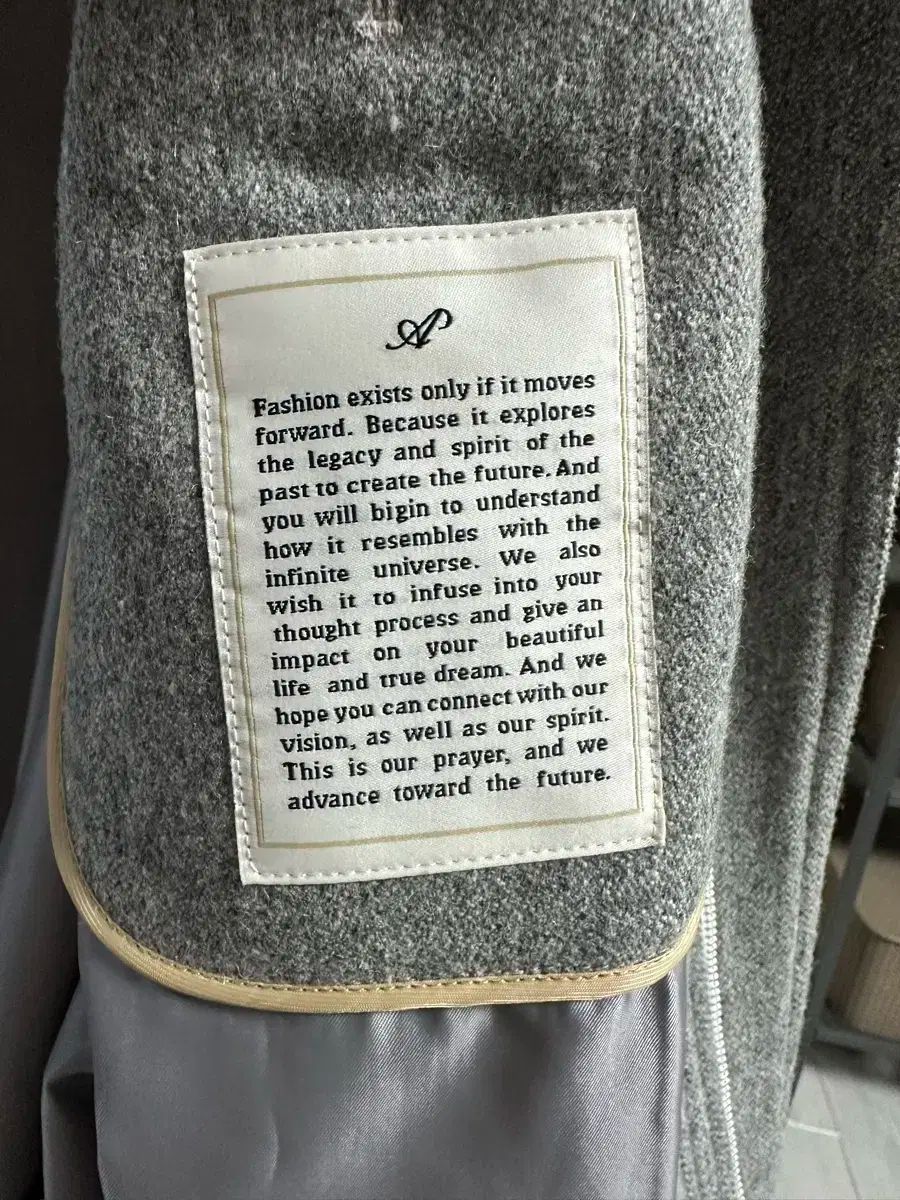 AP
Fashion exists only if it moves
forward. Because it explores
the legacy and spirit of the
past to create the future. And
you will bigin to understand
how it resembles with the
infinite universe. We also
wish it to infuse into your
thought process and give an
impact on your beautiful
life and true dream. And we
hope you can connect with our
vision, as well as our spirit.
This is our prayer, and we
advance toward the future.